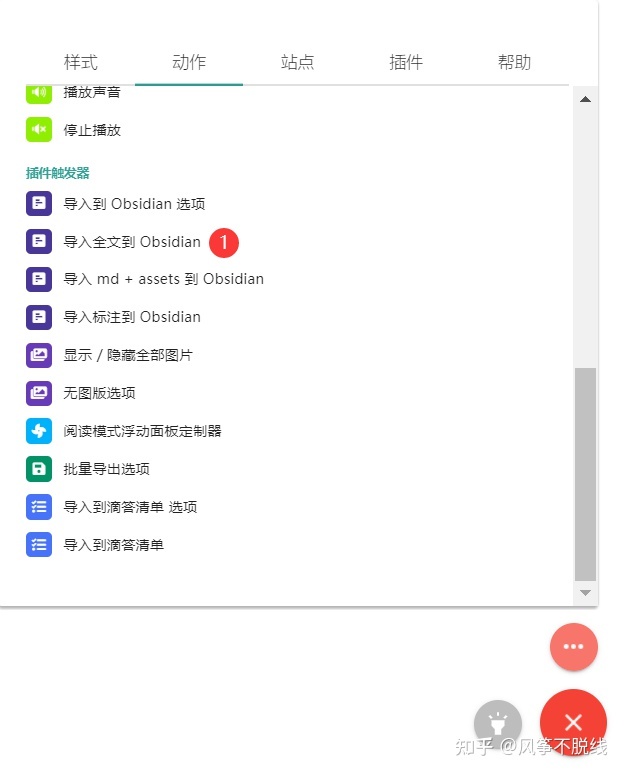 样式 动作 站点 插件 帮助
播放声音
停止播放
插件触发器
导入到 Obsidian 选项
导入全文到 Obsidian 1
导入 md + assets 到 Obsidian
导入标注到 Obsidian
显示 / 隐藏全部图片
无图版选项
阅读模式浮动面板定制器
批量导出选项
导入到滴答清单 选项
导入到滴答清单
知乎 @风筝不脱线